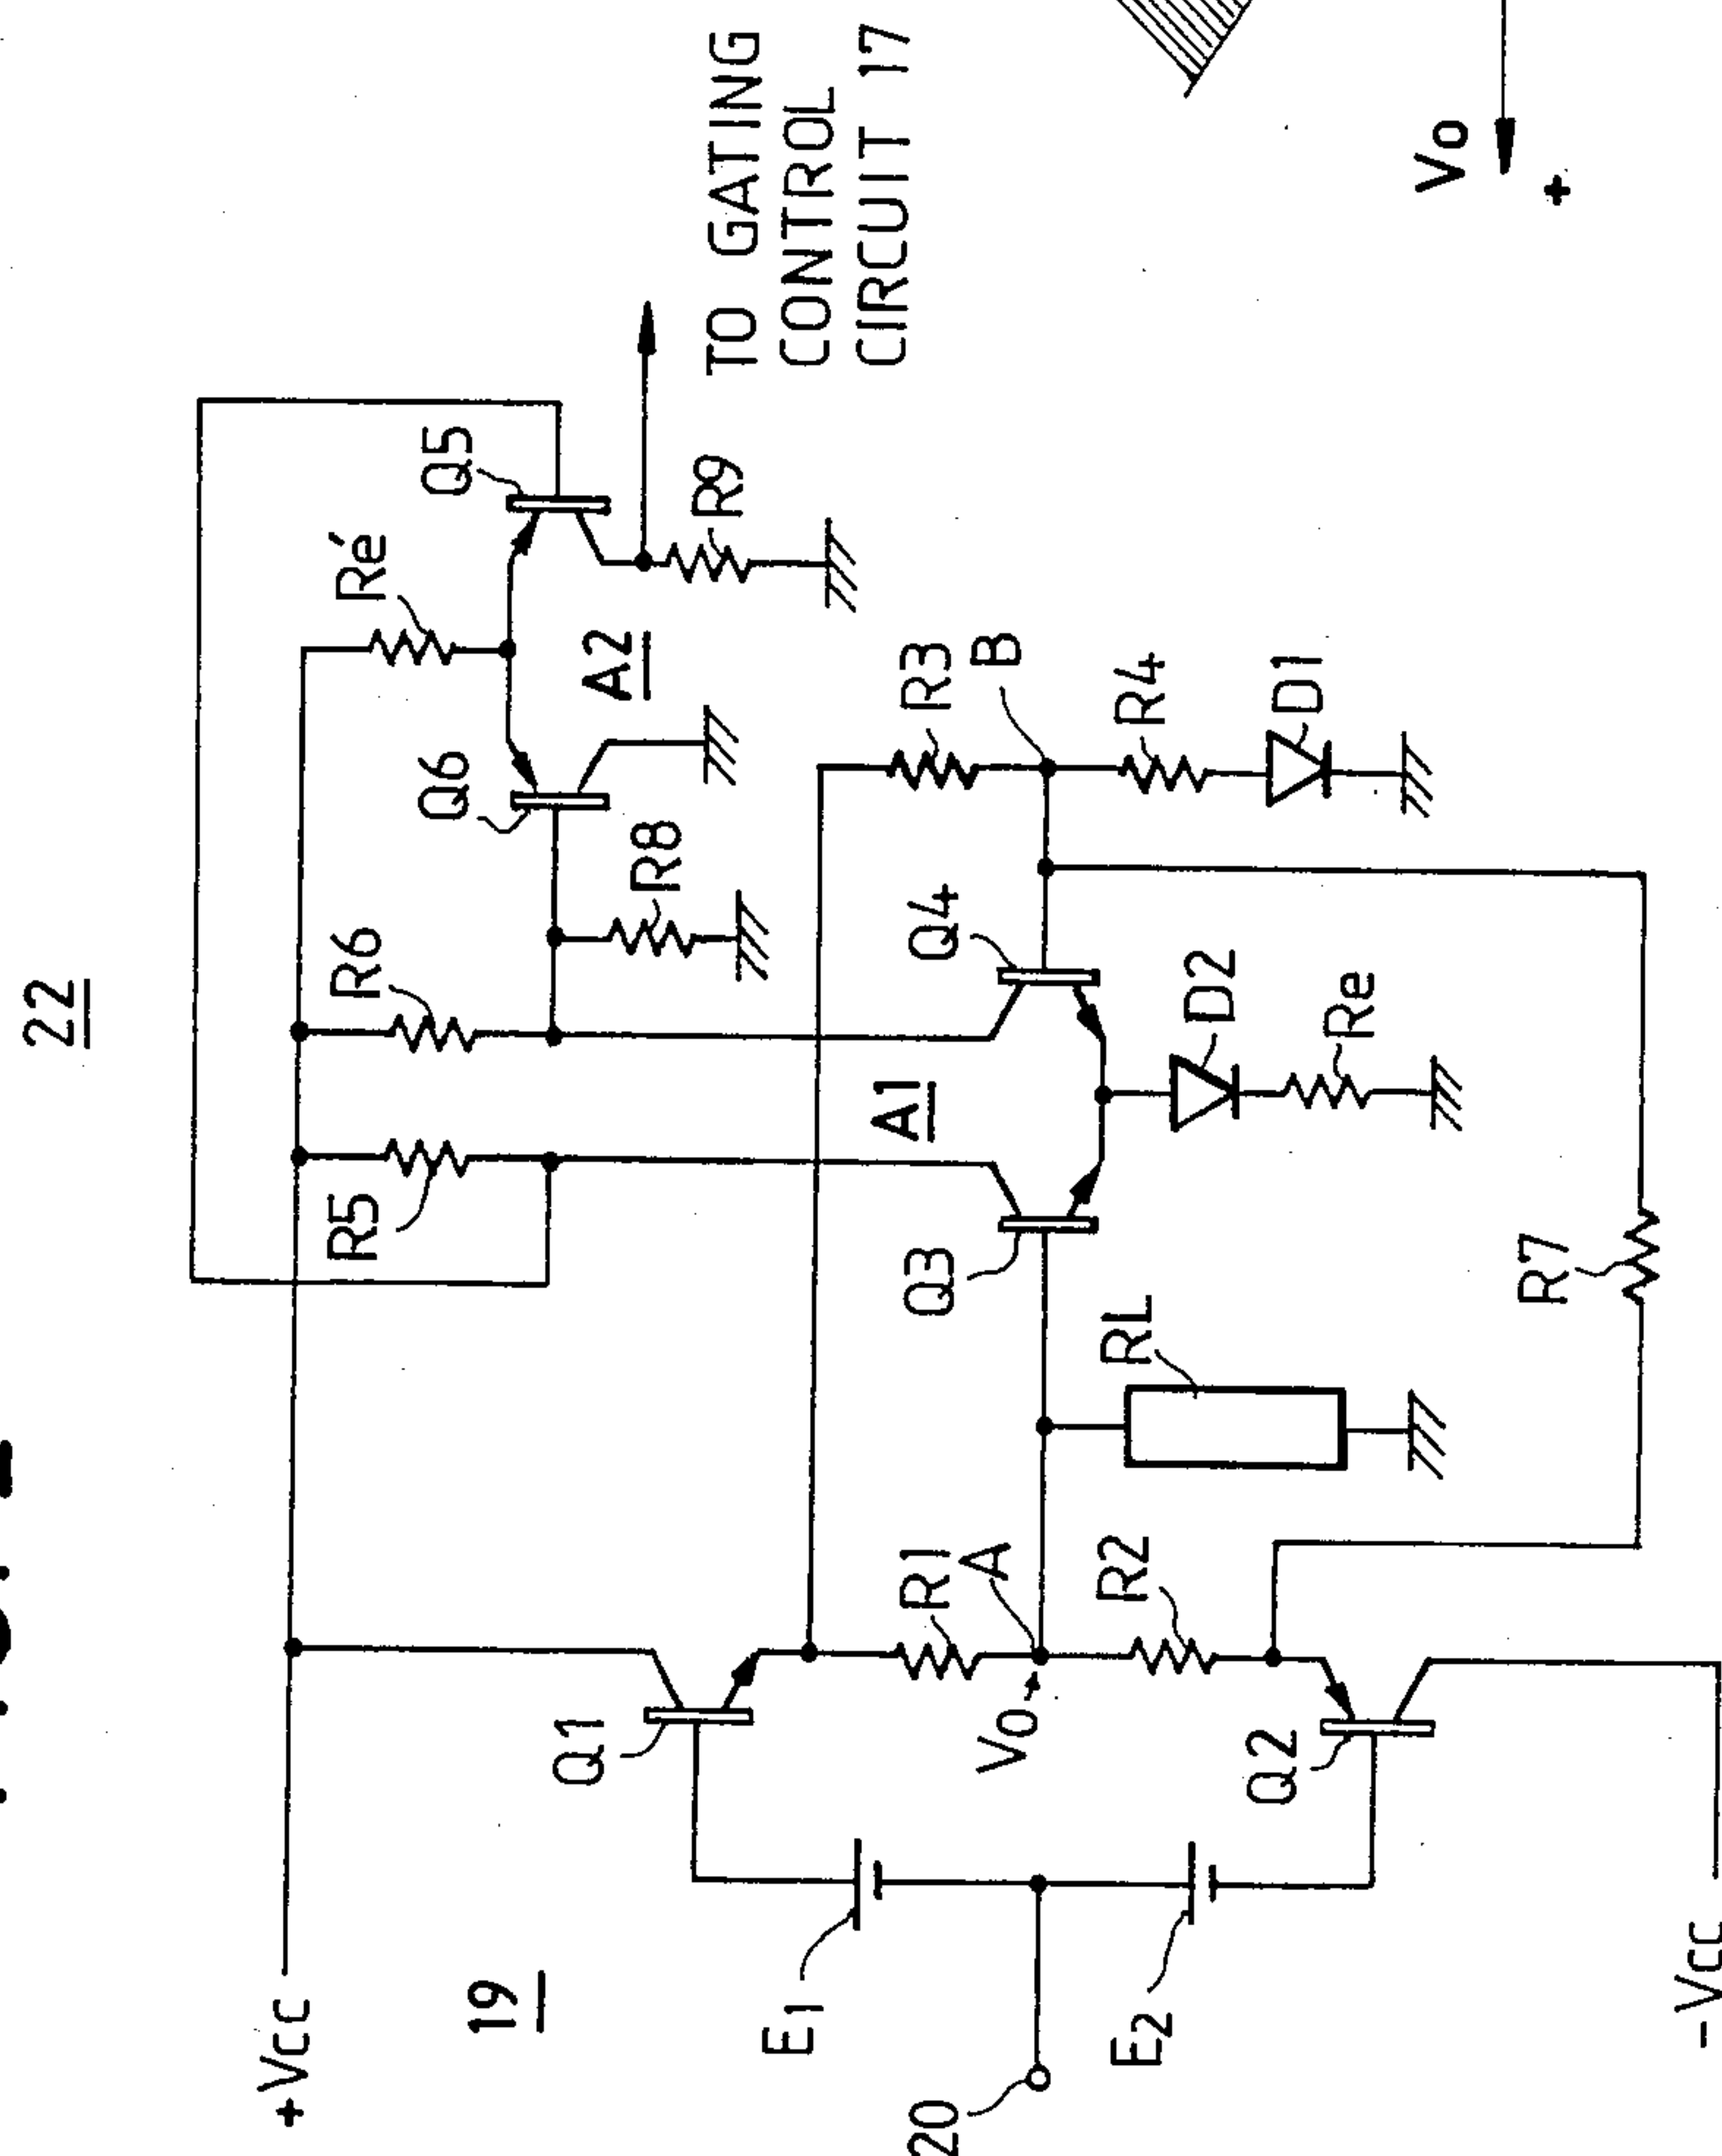 22
+Vcc
19
20
E1
E2
-Vcc
Q1
Q2
R1
A
Vo
R2
RL
R5
R6
Q3
A1
Q4
D2
Re
R7
R8
Q6
A2
Ré
Q5
R9
R3
B
R4
D1
TO GATING
CONTROL
CIRCUIT 17
Vo
+